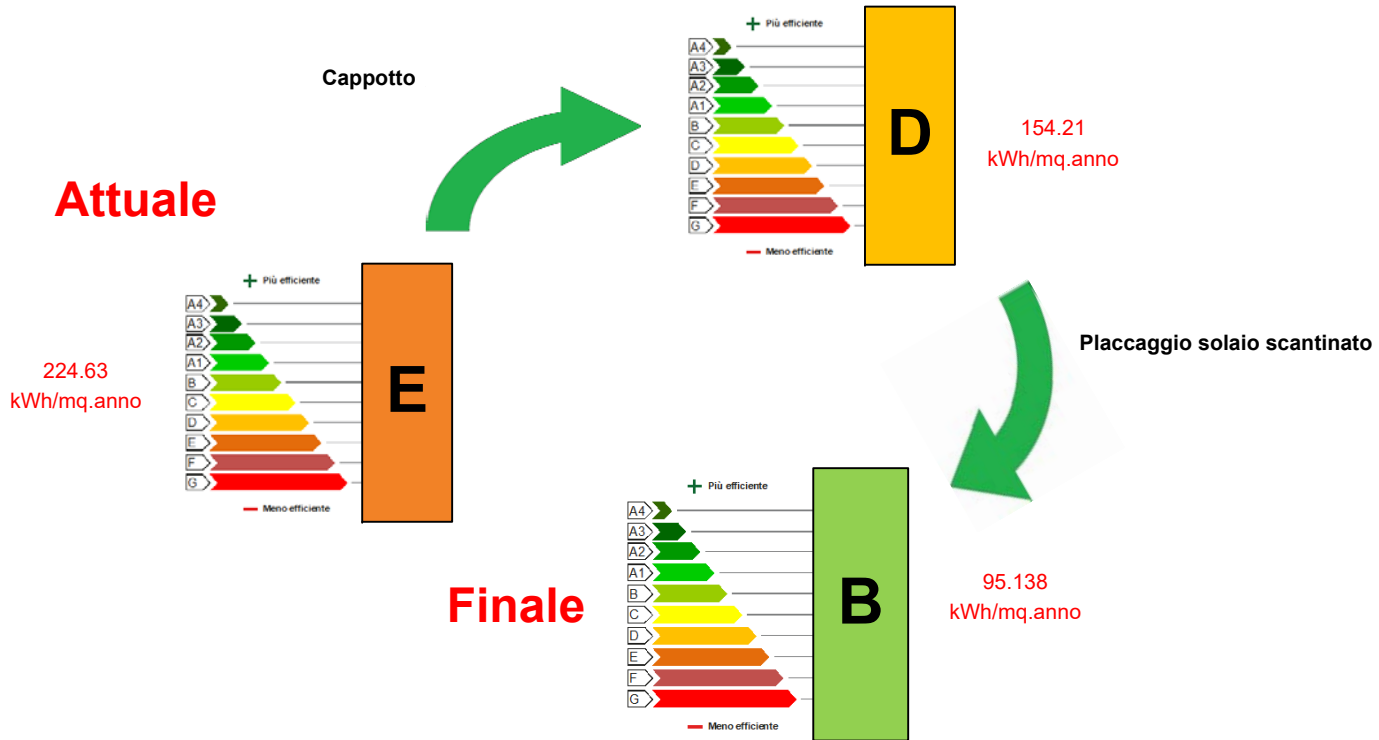 Cappotto
Attuale
224.63
kWh/mq.anno
Più efficiente
A4
A3
A2
A1
B
C
D
E
F
G
Meno efficiente
E
Più efficiente
A4
A3
A2
A1
B
C
D
E
F
G
Meno efficiente
D
154.21
kWh/mq.anno
Placcaggio solaio scantinato
Finale
Più efficiente
A4
A3
A2
A1
B
C
D
E
F
G
Meno efficiente
B
95.138
kWh/mq.anno